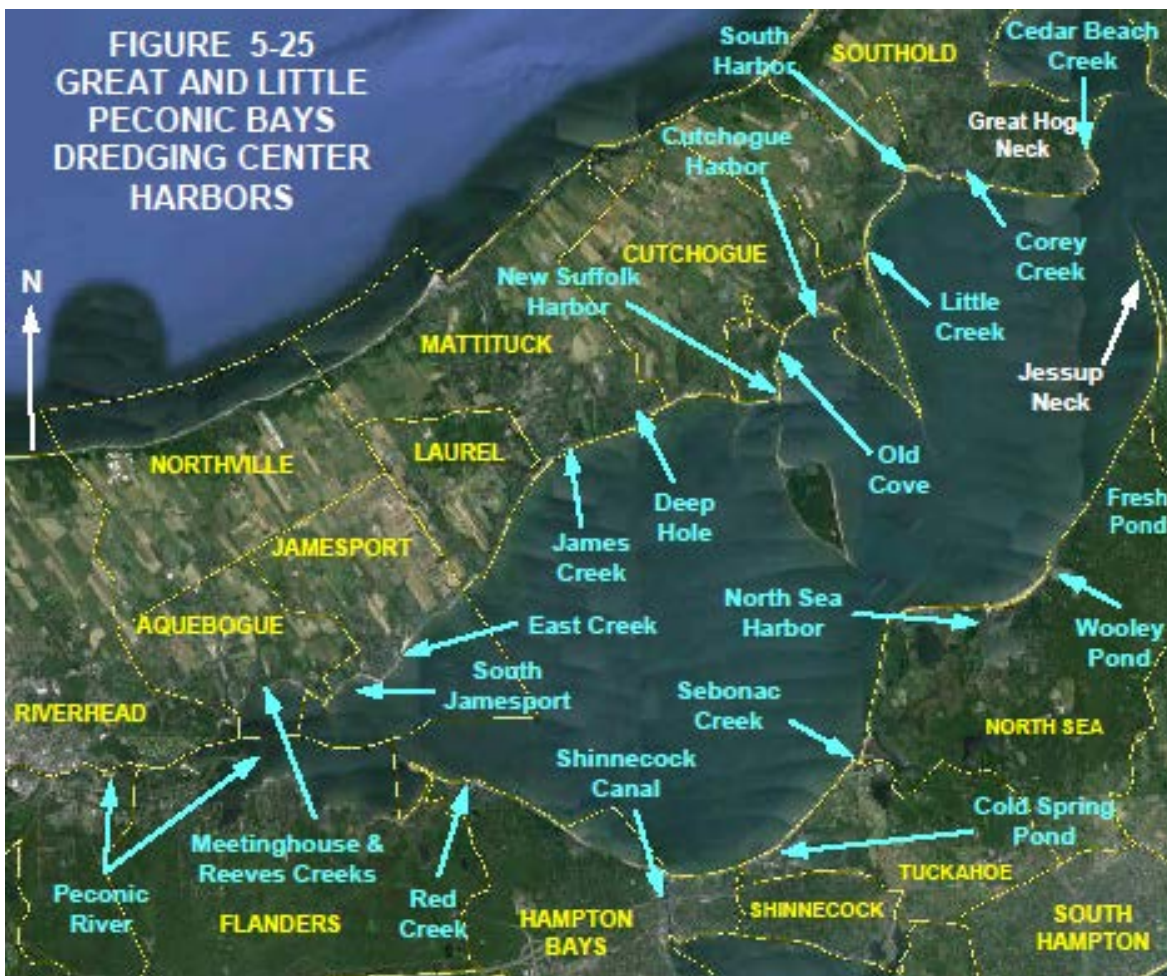 FIGURE 5-25
GREAT AND LITTLE
PECONIC BAYS
DREDGING CENTER
HARBORS
South
Harbor
SOUTHOLD
Cedar Beach
Creek
Great Hog
Neck
Cutchogue
Harbor
N
CUTCHOGUE
Corey
Creek
New Suffolk
Harbor
Little
Creek
MATTITUCK
Jessup
Neck
NORTHVILLE
LAUREL
Old
Cove
Deep
Hole
Fresh
Pond
JAMESPORT
James
Creek
AQUEBOGUE
East Creek
North Sea
Harbor
Wooley
Pond
South
Jamesport
RIVERHEAD
Sebonac
Creek
NORTH SEA
Shinnecock
Canal
Cold Spring
Pond
Meetinghouse &
Reeves Creeks
TUCKAHOE
Peconic
River
FLANDERS
Red
Creek
HAMPTON
BAYS
SHINNECOCK
SOUTH
HAMPTON